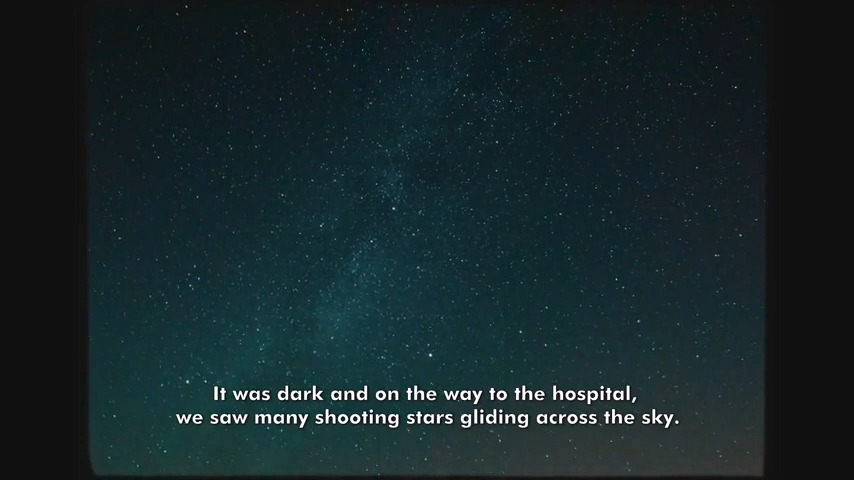 It was dark and on the way to the hospital,
we saw many shooting stars gliding across the sky.